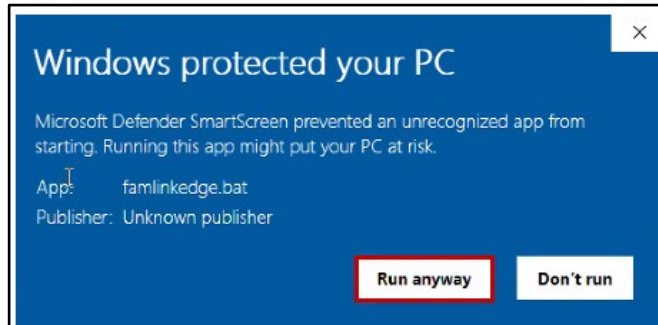 Windows protected your PC
Microsoft Defender SmartScreen prevented an unrecognized app from
starting. Running this app might put your PC at risk.
App: famlinkedge.bat
Publisher: Unknown publisher
Run anyway Don't run